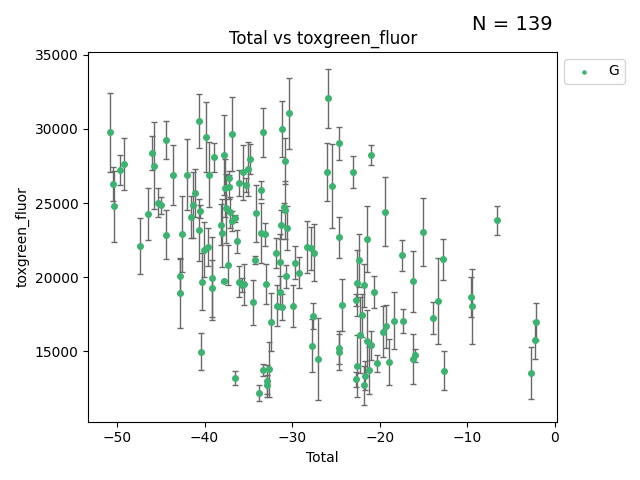 N = 139
Total vs toxgreen_fluor
G
toxgreen_fluor
35000
30000
25000
20000
15000
−50 −40 −30 −20 −10 0
Total